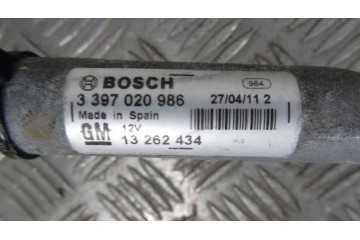 BOSCH 964
3 397 020 986 27/04/11 2
Made in Spain
GM 12V
13 262 434